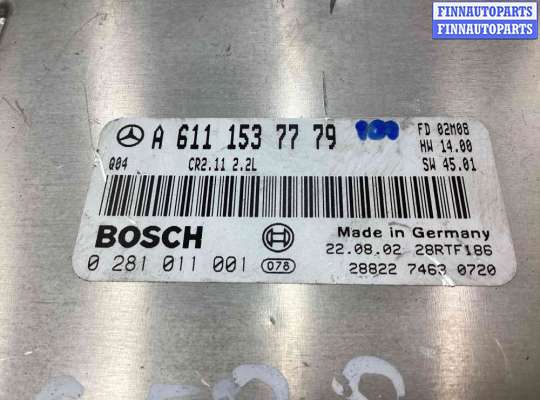 FINNAUTOPARTS
FINNAUTOPARTS
A 611 153 77 79
FD 02M08
HW 14.00
Q04 CR2.11 2.2L SW 45.01
BOSCH
Made in Germany
22.08.02 28RTF186
0 281 011 001 078
28822 7463 0720